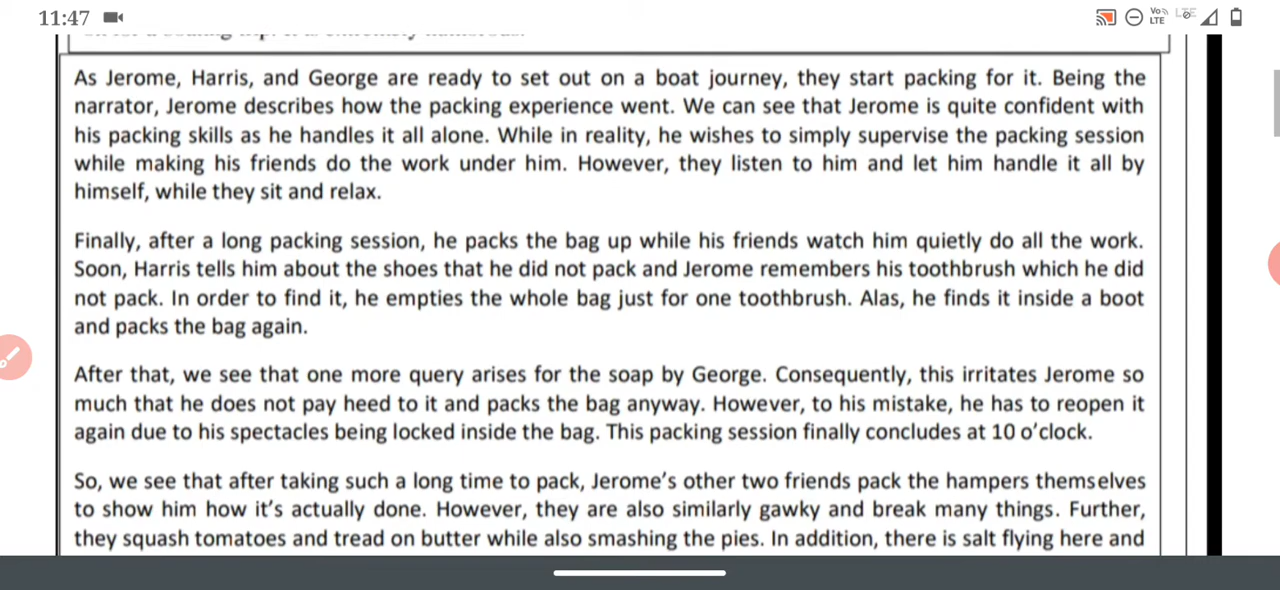 11:47
Vo
LTE
LTE
As Jerome, Harris, and George are ready to set out on a boat journey, they start packing for it. Being the
narrator, Jerome describes how the packing experience went. We can see that Jerome is quite confident with
his packing skills as he handles it all alone. While in reality, he wishes to simply supervise the packing session
while making his friends do the work under him. However, they listen to him and let him handle it all by
himself, while they sit and relax.
Finally, after a long packing session, he packs the bag up while his friends watch him quietly do all the work.
Soon, Harris tells him about the shoes that he did not pack and Jerome remembers his toothbrush which he did
not pack. In order to find it, he empties the whole bag just for one toothbrush. Alas, he finds it inside a boot
and packs the bag again.
After that, we see that one more query arises for the soap by George. Consequently, this irritates Jerome so
much that he does not pay heed to it and packs the bag anyway. However, to his mistake, he has to reopen it
again due to his spectacles being locked inside the bag. This packing session finally concludes at 10 o’clock.
So, we see that after taking such a long time to pack, Jerome’s other two friends pack the hampers themselves
to show him how it’s actually done. However, they are also similarly gawky and break many things. Further,
they squash tomatoes and tread on butter while also smashing the pies. In addition, there is salt flying here and